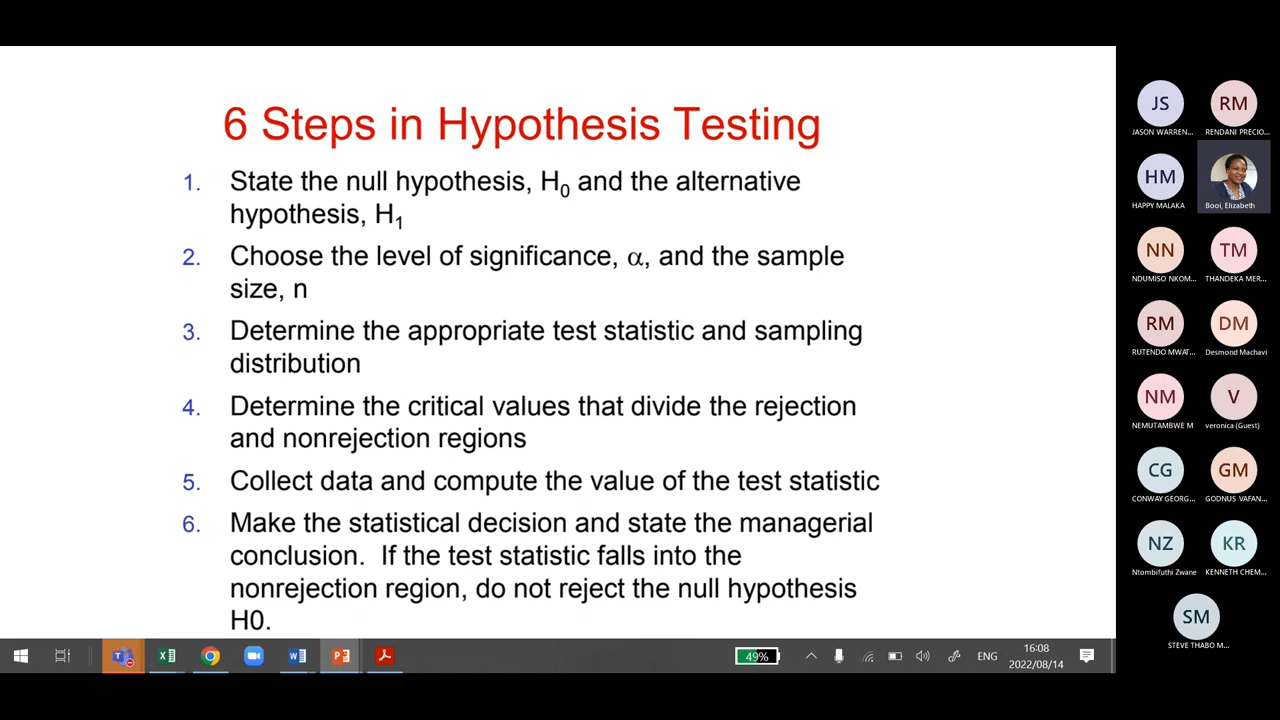 6 Steps in Hypothesis Testing
1. State the null hypothesis, H0 and the alternative
hypothesis, H1
2. Choose the level of significance, α, and the sample
size, n
3. Determine the appropriate test statistic and sampling
distribution
4. Determine the critical values that divide the rejection
and nonrejection regions
5. Collect data and compute the value of the test statistic
6. Make the statistical decision and state the managerial
conclusion. If the test statistic falls into the
nonrejection region, do not reject the null hypothesis
H0.
JS
JASON WARREN...
RM
RENDANI PRECIO...
HM
HAPPY MALAKA
Booi, Elizabeth
NN
NDUMISO NKOM...
TM
THANDEKA MER...
RM
RUTENDO MWAT...
DM
Desmond Machavi
NM
NEMUTAMBWE M
V
veronica (Guest)
CG
CONWAY GEORG...
GM
GODNUS VAFAN...
NZ
Ntombifuthi Zwane
KR
KENNETH CHEM...
SM
STEVE THABO M...
49%
ENG
16:08
2022/08/14